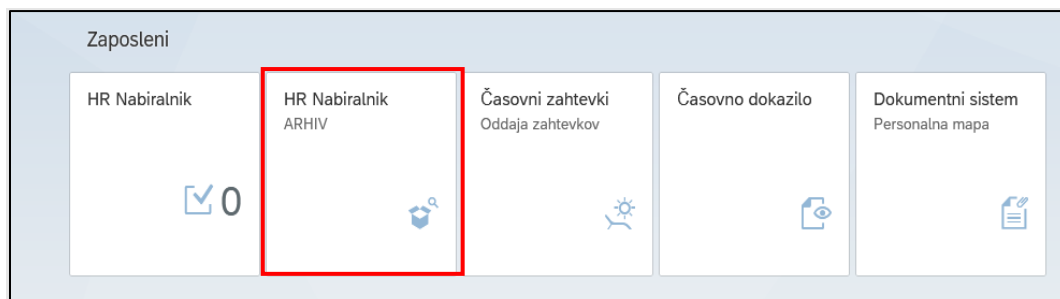 Zaposleni
HR Nabiralnik
0
HR Nabiralnik
ARHIV
Časovni zahtevki
Oddaja zahtevkov
Časovno dokazilo
Dokumentni sistem
Personalna mapa